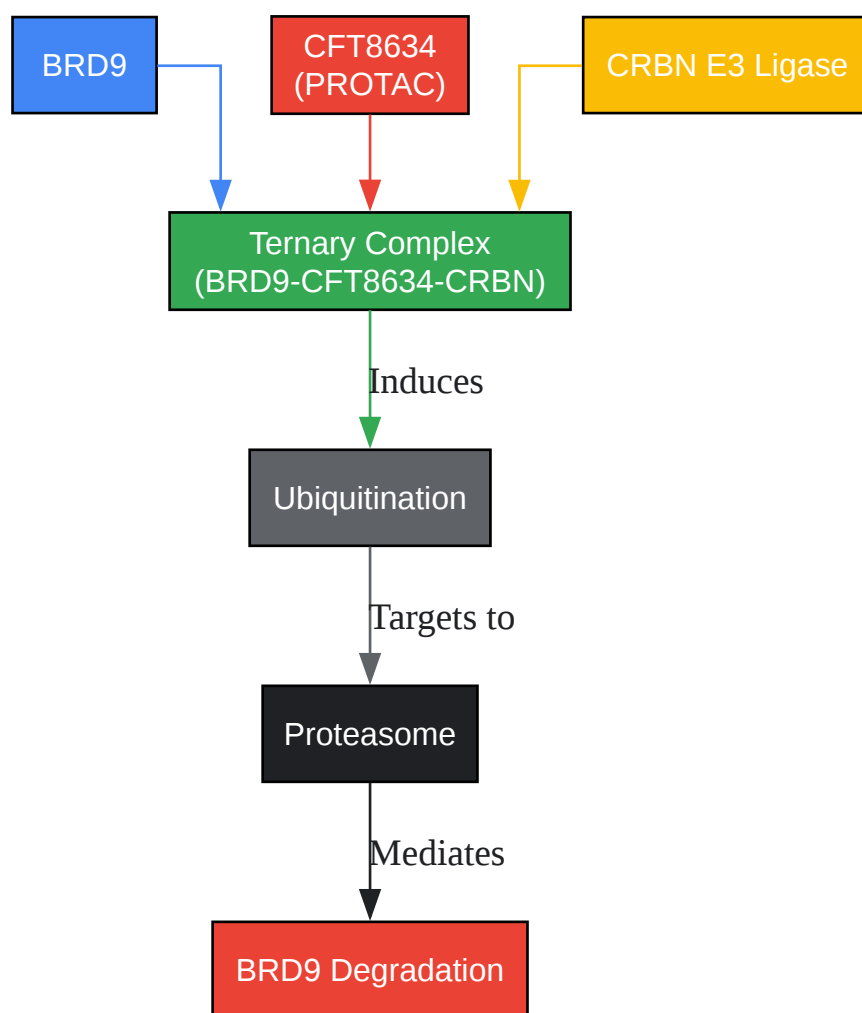 BRD9
CFT8634
(PROTAC)
CRBN E3 Ligase
Ternary Complex
(BRD9-CFT8634-CRBN)
Induces
Ubiquitination
Targets to
Proteasome
Mediates
BRD9 Degradation